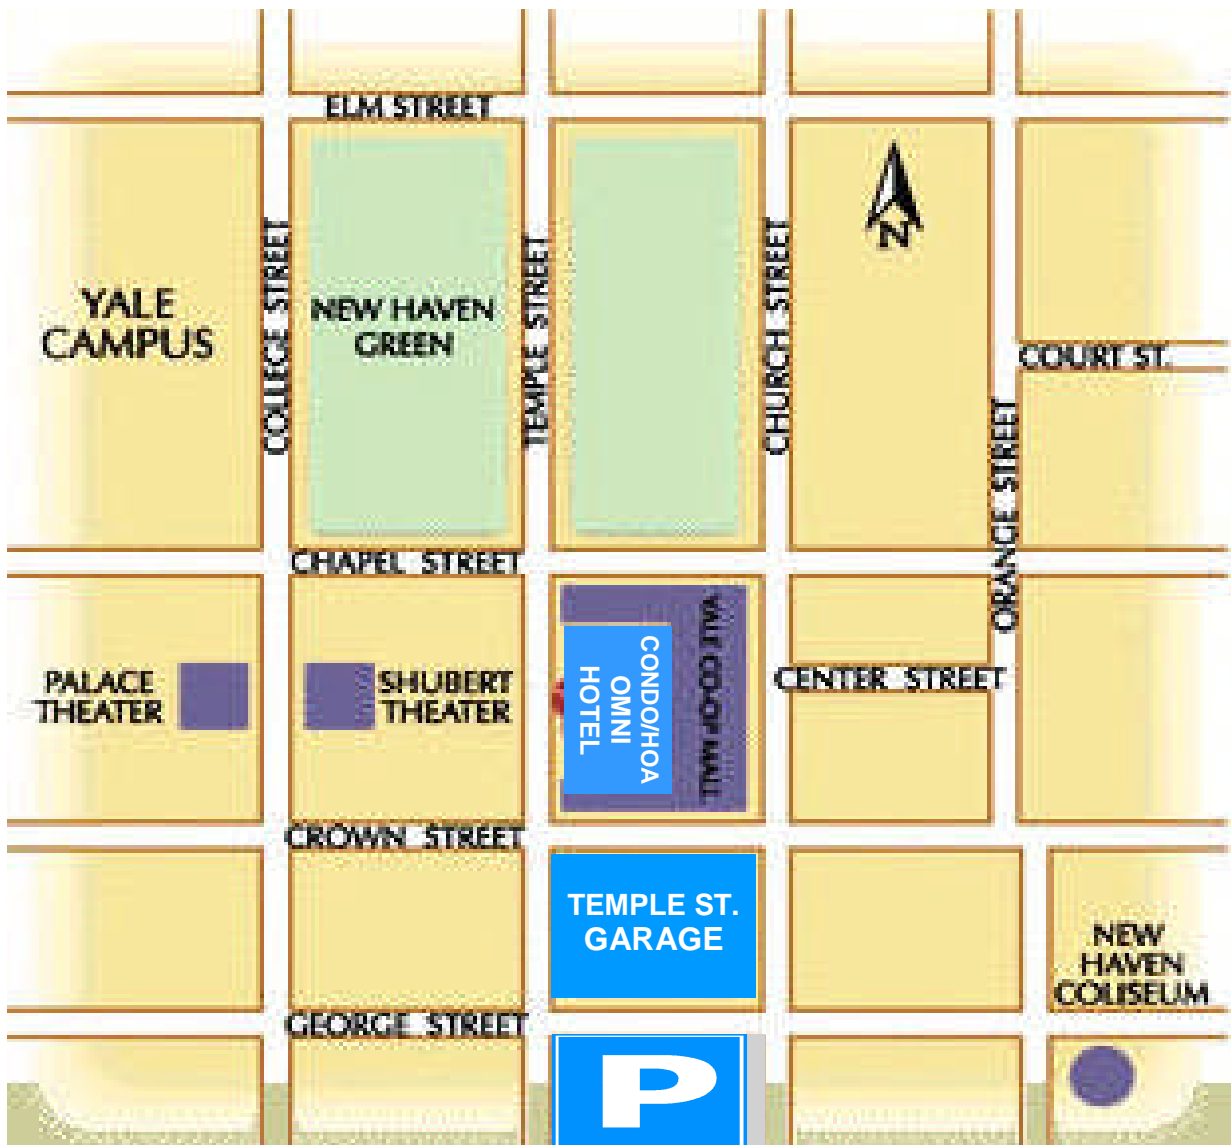 ELM STREET
N
COLLEGE STREET
TEMPLE STREET
CHURCH STREET
YALE
CAMPUS
NEW HAVEN
GREEN
COURT ST.
ORANGE STREET
CHAPEL STREET
PALACE
THEATER
SHUBERT
THEATER
CONDO/HOA
OMNI
HOTEL
YALE CO-OP MALL
CENTER STREET
CROWN STREET
TEMPLE ST.
GARAGE
NEW
HAVEN
COLISEUM
GEORGE STREET
P